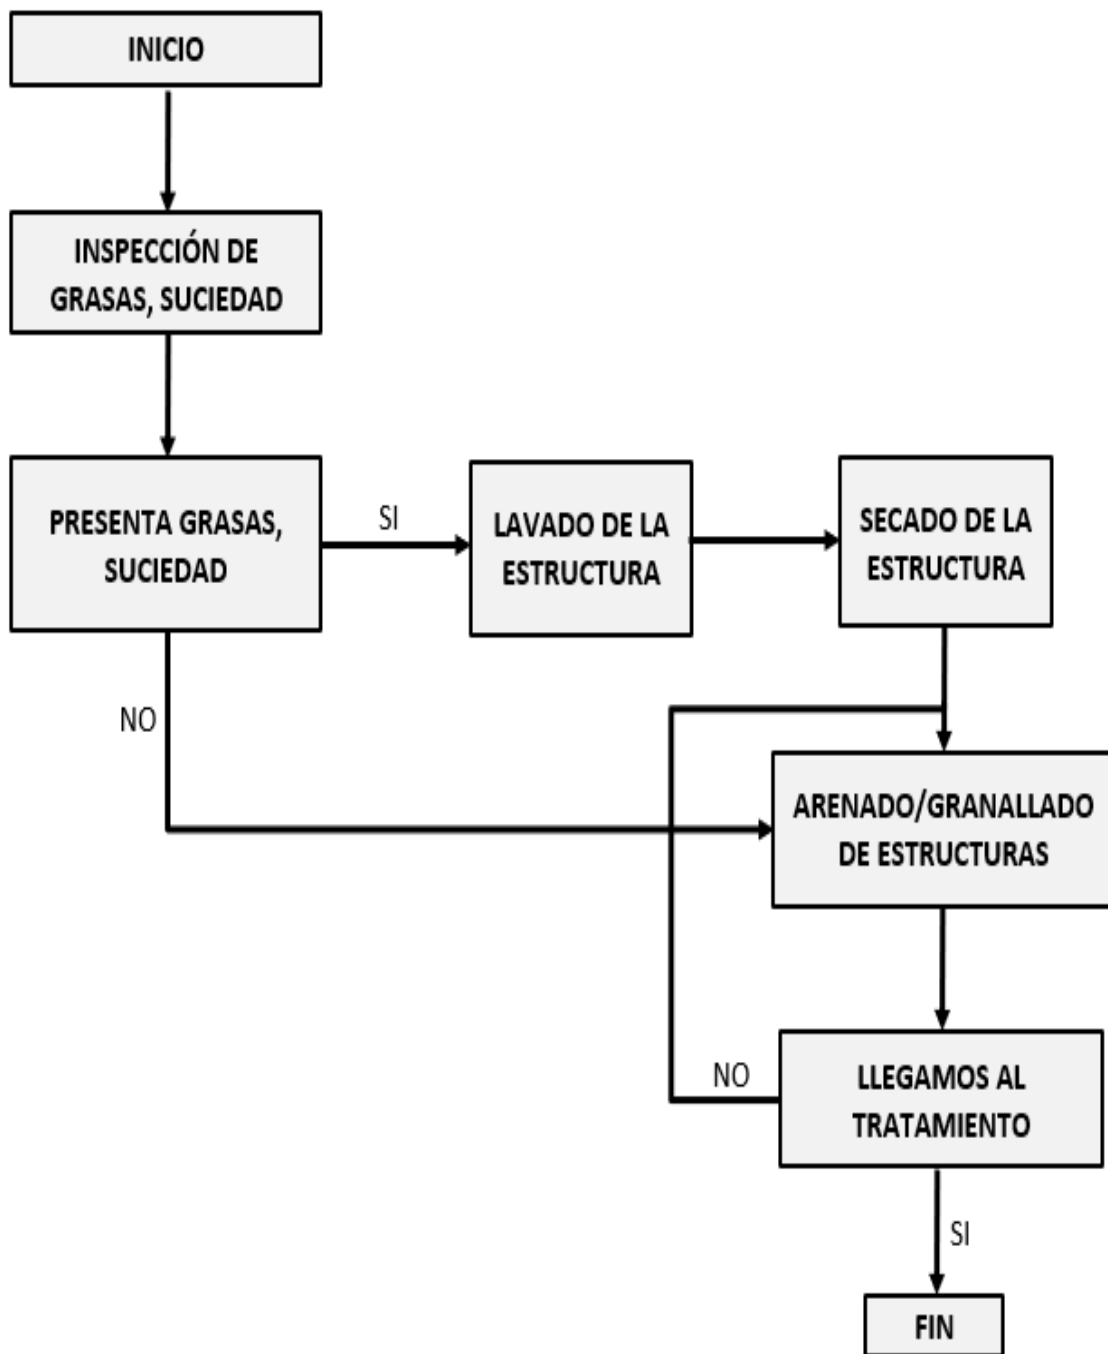 INICIO
INSPECCIÓN DE
GRASAS, SUCIEDAD
PRESENTA GRASAS,
SUCIEDAD
SI
LAVADO DE LA
ESTRUCTURA
SECADO DE LA
ESTRUCTURA
NO
ARENADO/GRANALLADO
DE ESTRUCTURAS
NO
LLEGAMOS AL
TRATAMIENTO
SI
FIN